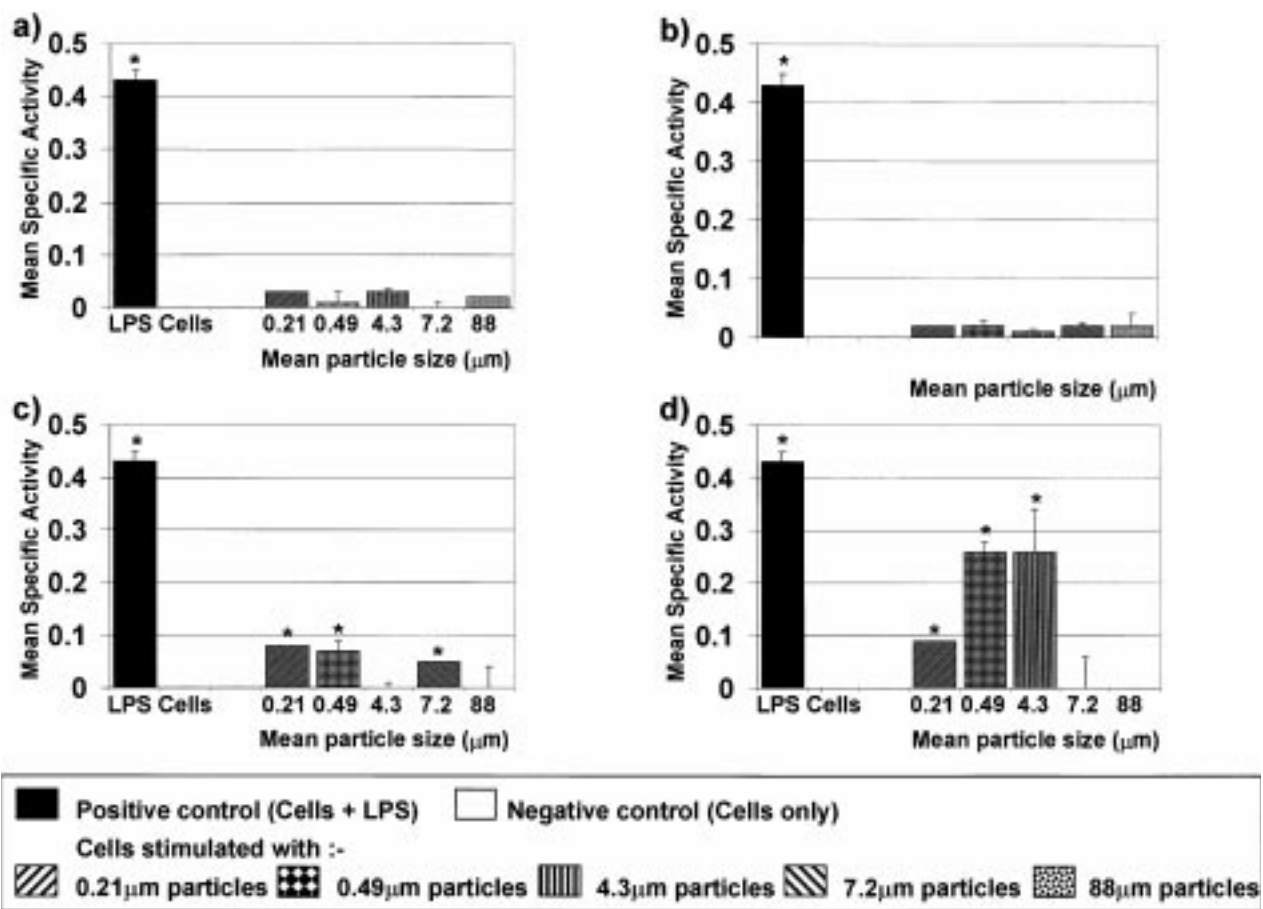 a)
0.5
0.4
0.3
0.2
0.1
0
Mean Specific Activity
*
LPS Cells 0.21 0.49 4.3 7.2 88
Mean particle size (μm)
b)
0.5
0.4
0.3
0.2
0.1
0
Mean Specific Activity
*
Mean particle size (μm)
c)
0.5
0.4
0.3
0.2
0.1
0
Mean Specific Activity
*
* * *
LPS Cells 0.21 0.49 4.3 7.2 88
Mean particle size (μm)
d)
0.5
0.4
0.3
0.2
0.1
0
Mean Specific Activity
*
* * *
LPS Cells 0.21 0.49 4.3 7.2 88
Mean particle size (μm)
Positive control (Cells + LPS) Negative control (Cells only)
Cells stimulated with :-
0.21μm particles 0.49μm particles 4.3μm particles 7.2μm particles 88μm particles